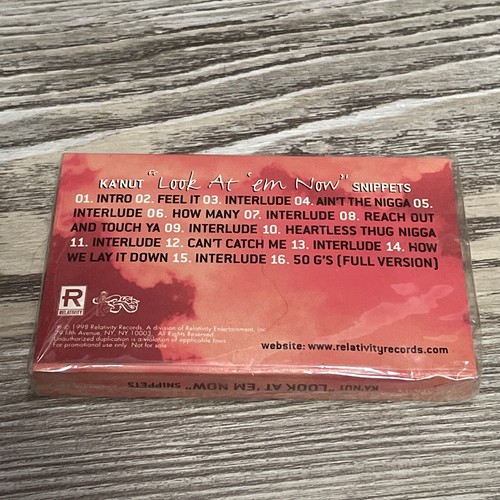 KA'NUT "Look At 'em Now" SNIPPETS
01. INTRO 02. FEEL IT 03. INTERLUDE 04. AIN'T THE NIGGA 05.
INTERLUDE 06. HOW MANY 07. INTERLUDE 08. REACH OUT
AND TOUCH YA 09. INTERLUDE 10. HEARTLESS THUG NIGGA
11. INTERLUDE 12. CAN'T CATCH ME 13. INTERLUDE 14. HOW
WE LAY IT DOWN 15. INTERLUDE 16. 50 G'S (FULL VERSION)
R
RELATIVITY
℗ © 1998 Relativity Records. A division of Relativity Entertainment, Inc
79 5th Avenue, NY, NY 10003. All Rights Reserved.
Unauthorized duplication is a violation of applicable laws
For promotional use only. Not for sale
website: www.relativityrecords.com
KA'NUT "LOOK AT 'EM NOW" SNIPPETS